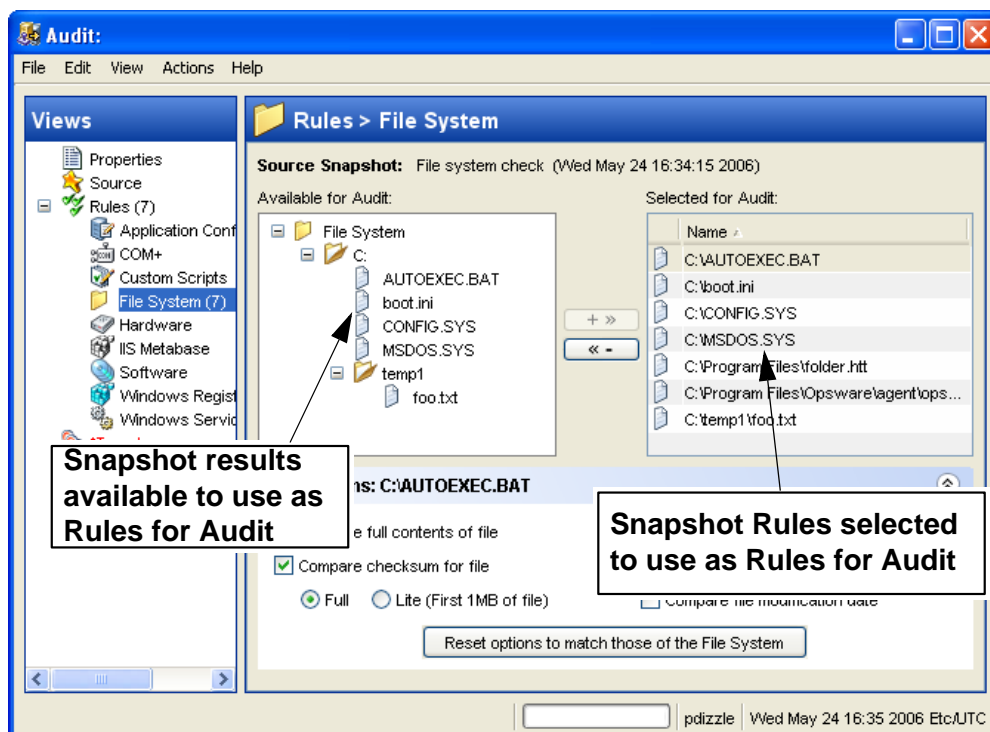 Audit:
File Edit View Actions Help
Views
Properties
Source
Rules (7)
Application Conf
COM+
Custom Scripts
File System (7)
Hardware
IIS Metabase
Software
Windows Regist
Windows Servic
Rules > File System
Source Snapshot: File system check (Wed May 24 16:34:15 2006)
Available for Audit:
File System
C:
AUTOEXEC.BAT
boot.ini
CONFIG.SYS
MSDOS.SYS
temp1
foo.txt
+ »
« -
Selected for Audit:
Name
C:\AUTOEXEC.BAT
C:\boot.ini
C:\CONFIG.SYS
C:\MSDOS.SYS
C:\Program Files\folder.htt
C:\Program Files\Opsware\agent\ops...
C:\temp1\foo.txt
Snapshot results
available to use as
Rules for Audit
Snapshot Rules selected
to use as Rules for Audit
ns: C:\AUTOEXEC.BAT
e full contents of file
Compare checksum for file
Full Lite (First 1MB of file)
Compare file modification date
Reset options to match those of the File System
pdizzle Wed May 24 16:35 2006 Etc/UTC